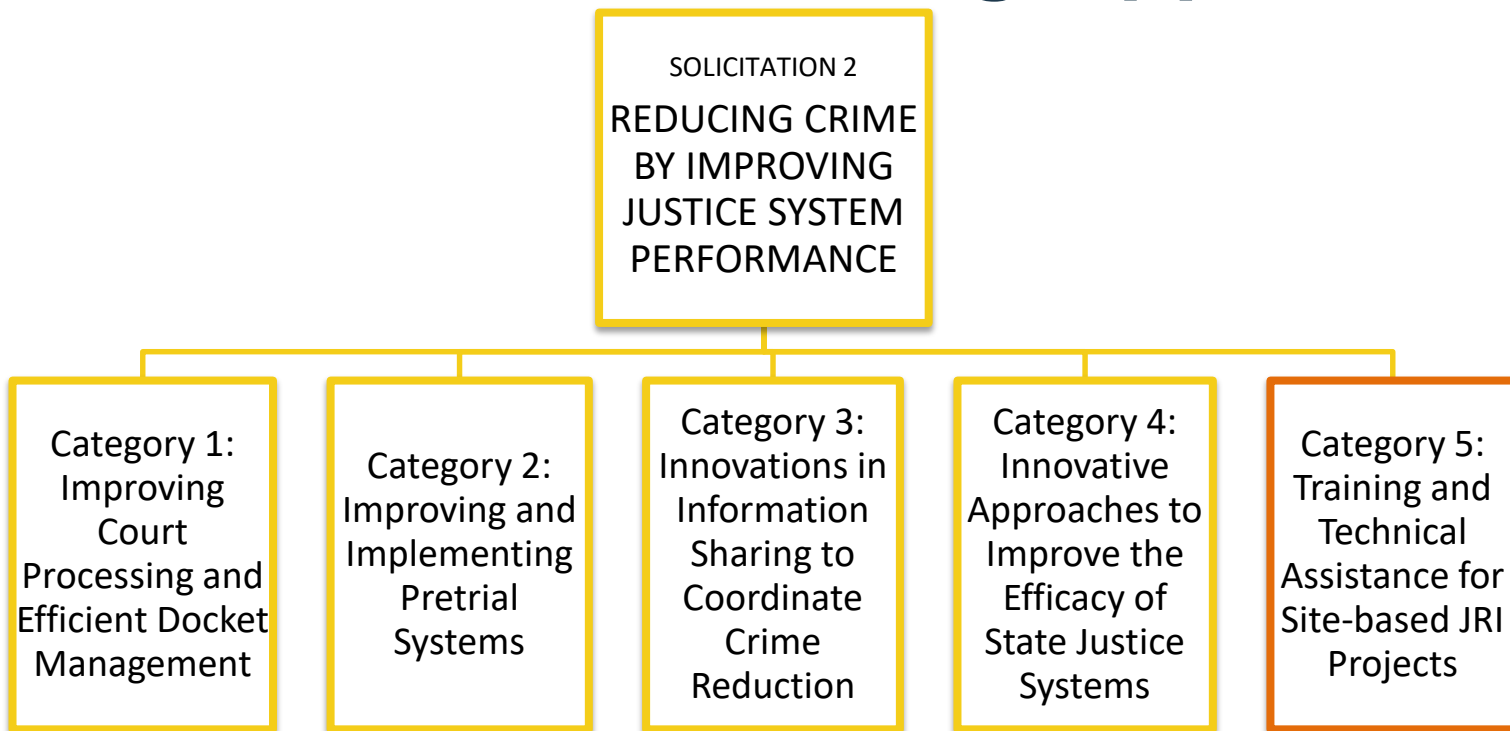 SOLICITATION 2
REDUCING CRIME
BY IMPROVING
JUSTICE SYSTEM
PERFORMANCE
Category 1:
Improving
Court
Processing and
Efficient Docket
Management
Category 2:
Improving and
Implementing
Pretrial
Systems
Category 3:
Innovations in
Information
Sharing to
Coordinate
Crime
Reduction
Category 4:
Innovative
Approaches to
Improve the
Efficacy of
State Justice
Systems
Category 5:
Training and
Technical
Assistance for
Site-based JRI
Projects